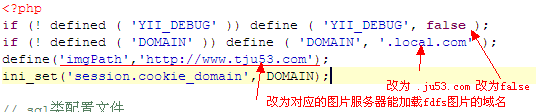 <?php
if (! defined ( 'YII_DEBUG' )) define ( 'YII_DEBUG', false );
if (! defined ( 'DOMAIN' )) define ( 'DOMAIN', '.local.com' );
define('imgPath','http://www.tju53.com');
改为 .ju53.com 改为false
ini_set('session.cookie_domain', DOMAIN);
改为对应的图片服务器能加载fdfs图片的域名
// sql类配置文件